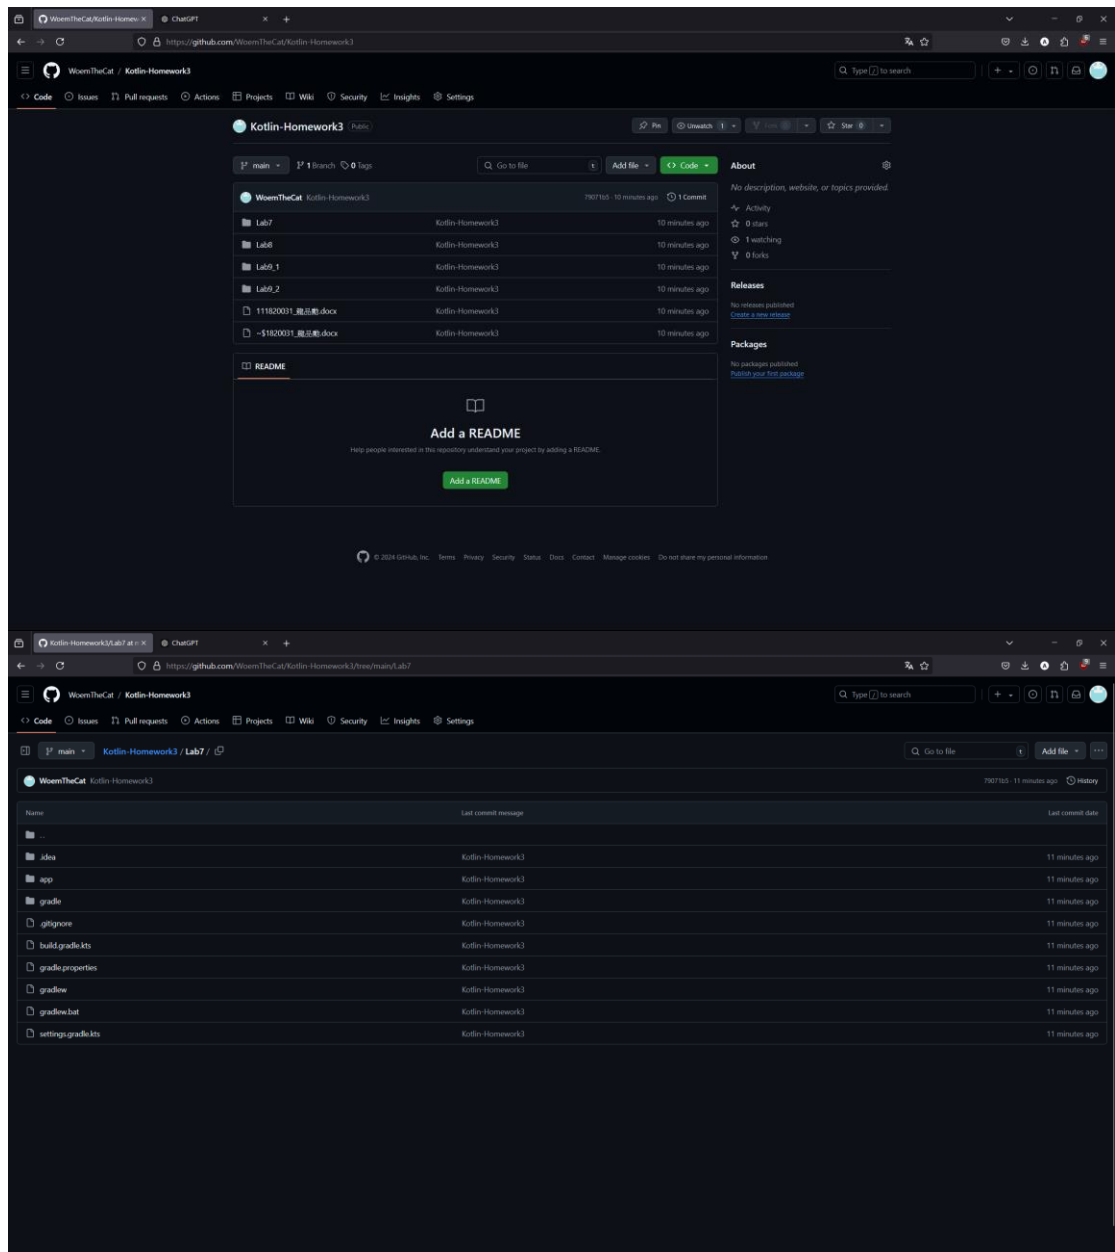 WoemTheCat/Kotlin-Homew
ChatGPT
https://github.com/WoemTheCat/Kotlin-Homework3
WoemTheCat / Kotlin-Homework3
Type / to search
Code Issues Pull requests Actions Projects Wiki Security Insights Settings
Kotlin-Homework3 Public
Pin Unwatch 1 Fork 0 Star 0
main 1 Branch 0 Tags
Go to file t Add file Code
WoemTheCat Kotlin-Homework3 79071b5 · 10 minutes ago 1 Commit
Lab7 Kotlin-Homework3 10 minutes ago
Lab8 Kotlin-Homework3 10 minutes ago
Lab9_1 Kotlin-Homework3 10 minutes ago
Lab9_2 Kotlin-Homework3 10 minutes ago
111820031_.docx Kotlin-Homework3 10 minutes ago
~$1820031_.docx Kotlin-Homework3 10 minutes ago
README
Add a README
Help people interested in this repository understand your project by adding a README.
Add a README
About
No description, website, or topics provided.
Activity
0 stars
1 watching
0 forks
Releases
No releases published
Create a new release
Packages
No packages published
Publish your first package
© 2024 GitHub, Inc. Terms Privacy Security Status Docs Contact Manage cookies Do not share my personal information
Kotlin-Homework3/Lab7 at
ChatGPT
https://github.com/WoemTheCat/Kotlin-Homework3/tree/main/Lab7
WoemTheCat / Kotlin-Homework3
Type / to search
Code Issues Pull requests Actions Projects Wiki Security Insights Settings
main Kotlin-Homework3 / Lab7 /
Go to file t Add file
WoemTheCat Kotlin-Homework3 79071b5 · 11 minutes ago History
Name Last commit message Last commit date
..
.idea Kotlin-Homework3 11 minutes ago
app Kotlin-Homework3 11 minutes ago
gradle Kotlin-Homework3 11 minutes ago
.gitignore Kotlin-Homework3 11 minutes ago
build.gradle.kts Kotlin-Homework3 11 minutes ago
gradle.properties Kotlin-Homework3 11 minutes ago
gradlew Kotlin-Homework3 11 minutes ago
gradlew.bat Kotlin-Homework3 11 minutes ago
settings.gradle.kts Kotlin-Homework3 11 minutes ago